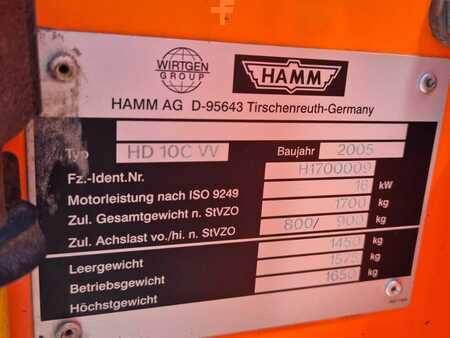 WIRTGEN GROUP
HAMM
HAMM AG D-95643 Tirschenreuth-Germany
Typ HD 10C VV Baujahr 2005
Fz.-Ident.Nr. H1700009
Motorleistung nach ISO 9249 16 kW
Zul. Gesamtgewicht n. StVZO 1700 kg
Zul. Achslast vo./hi. n. StVZO 800/ 900 kg
Leergewicht 1450 kg
Betriebsgewicht 1575 kg
Höchstgewicht 1650 kg